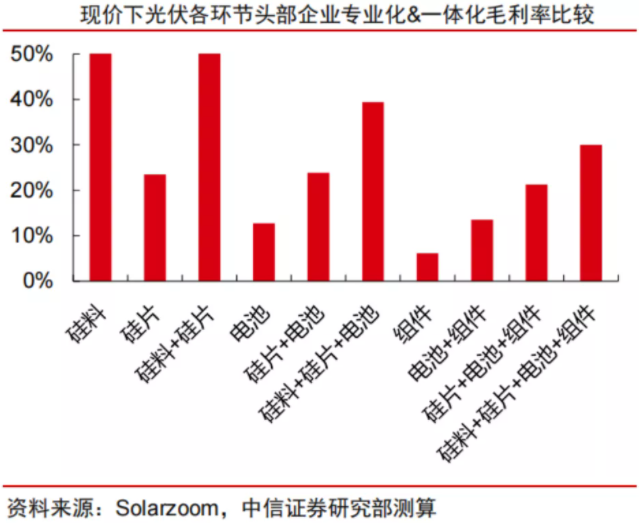 现价下光伏各环节头部企业专业化&一体化毛利率比较
50%
40%
30%
20%
10%
0%
硅料
硅片
硅料+硅片
电池
硅片+电池
硅料+硅片+电池
组件
电池+组件
硅片+电池+组件
硅料+硅片+电池+组件
资料来源：Solarzoom，中信证券研究部测算